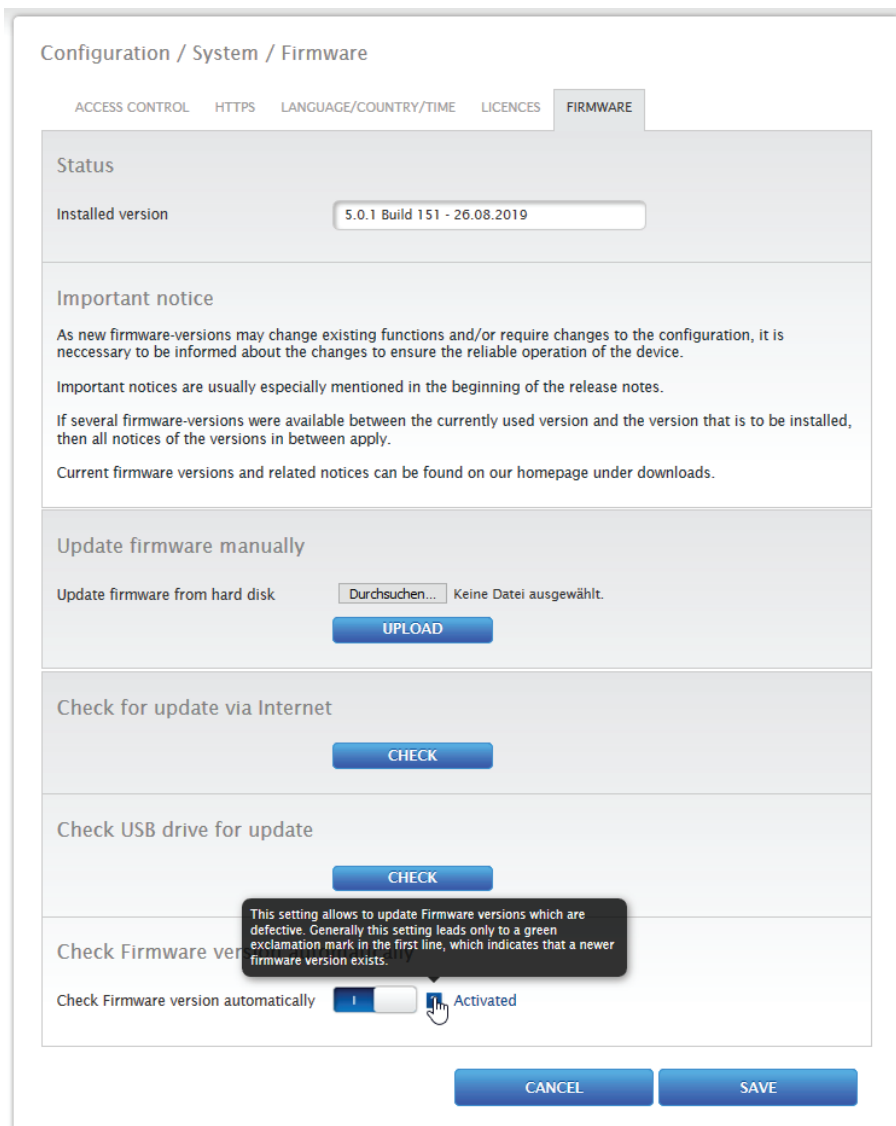 Configuration / System / Firmware
ACCESS CONTROL HTTPS LANGUAGE/COUNTRY/TIME LICENCES FIRMWARE
Status
Installed version 5.0.1 Build 151 - 26.08.2019
Important notice
As new firmware-versions may change existing functions and/or require changes to the configuration, it is
neccessary to be informed about the changes to ensure the reliable operation of the device.
Important notices are usually especially mentioned in the beginning of the release notes.
If several firmware-versions were available between the currently used version and the version that is to be installed,
then all notices of the versions in between apply.
Current firmware versions and related notices can be found on our homepage under downloads.
Update firmware manually
Update firmware from hard disk Durchsuchen... Keine Datei ausgewählt.
UPLOAD
Check for update via Internet
CHECK
Check USB drive for update
CHECK
This setting allows to update Firmware versions which are
defective. Generally this setting leads only to a green
exclamation mark in the first line, which indicates that a newer
firmware version exists.
Check Firmware version automatically
Check Firmware version automatically I Activated
CANCEL SAVE